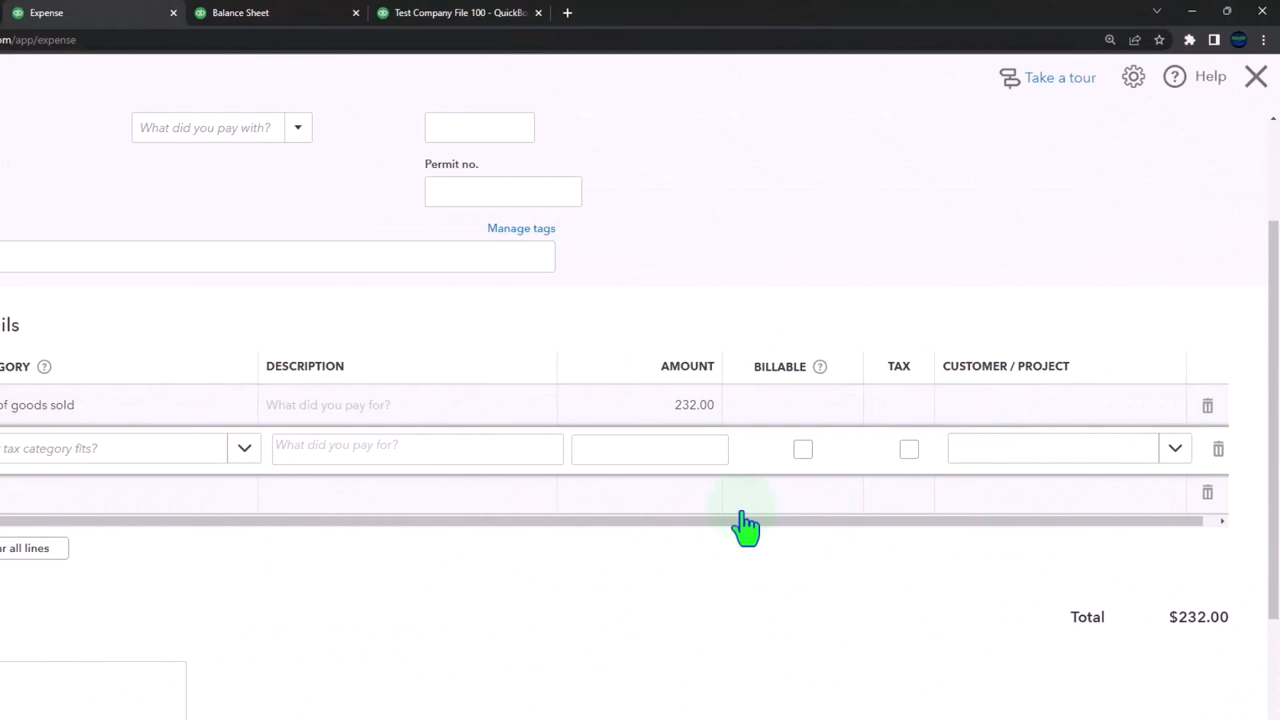 Expense
Balance Sheet
Test Company File 100 - QuickBo
om/app/expense
Take a tour
Help
What did you pay with?
Permit no.
Manage tags
ils
GORY
DESCRIPTION
AMOUNT
BILLABLE
TAX
CUSTOMER / PROJECT
of goods sold
What did you pay for?
232.00
tax category fits?
What did you pay for?
r all lines
Total
$232.00